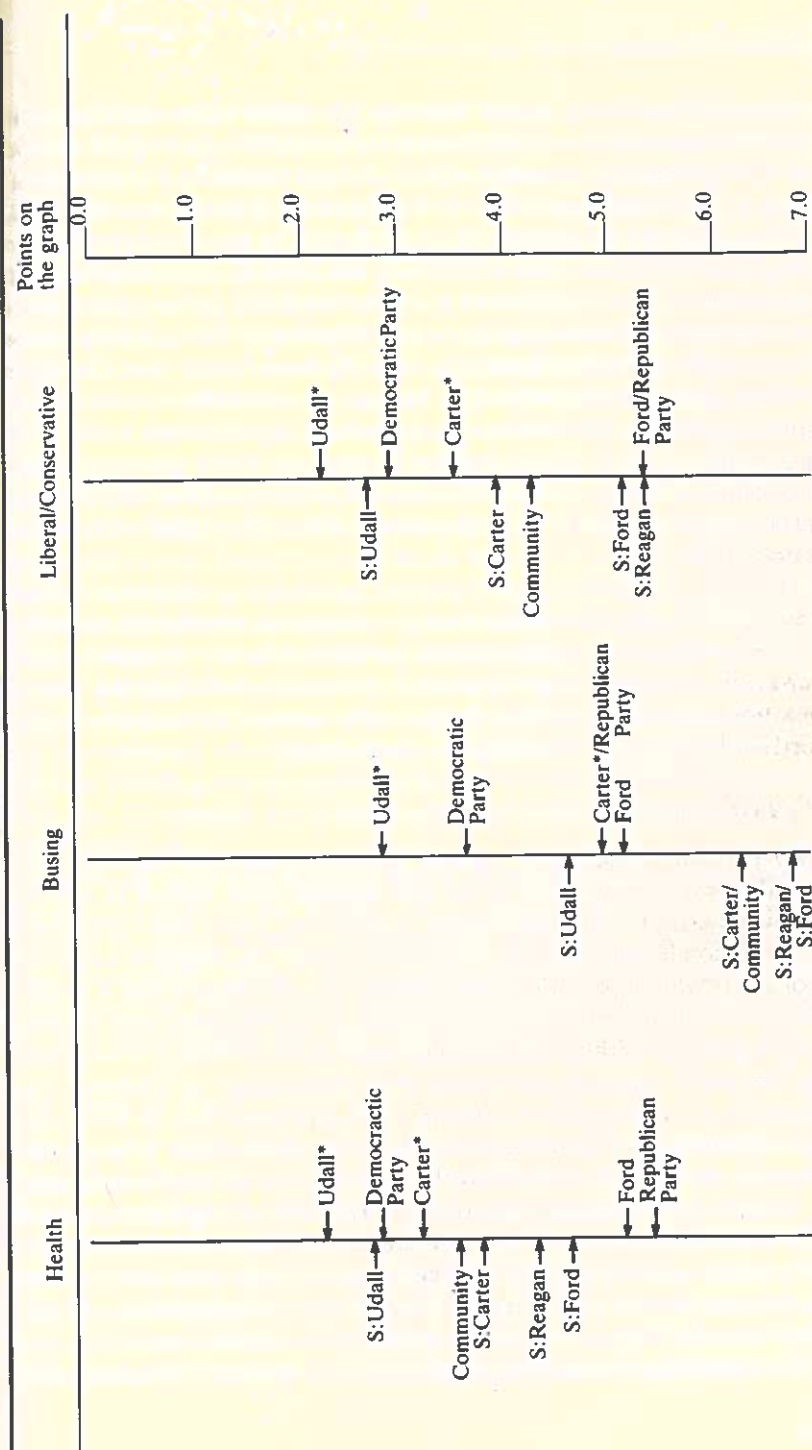 Health
Busing
Liberal/Conservative
Points on
the graph
Udall*
Democractic
Party
Carter*
Ford
Republican
Party
S:Udall
Community
S:Carter
S:Reagan
S:Ford
Udall*
Democratic
Party
Carter*/Republican
Ford Party
S:Udall
S:Carter/
Community
S:Reagan/
S:Ford
Udall*
Democratic Party
Carter*
Ford/Republican
Party
S:Udall
S:Carter
Community
S:Ford
S:Reagan
0.0
1.0
2.0
3.0
4.0
5.0
6.0
7.0